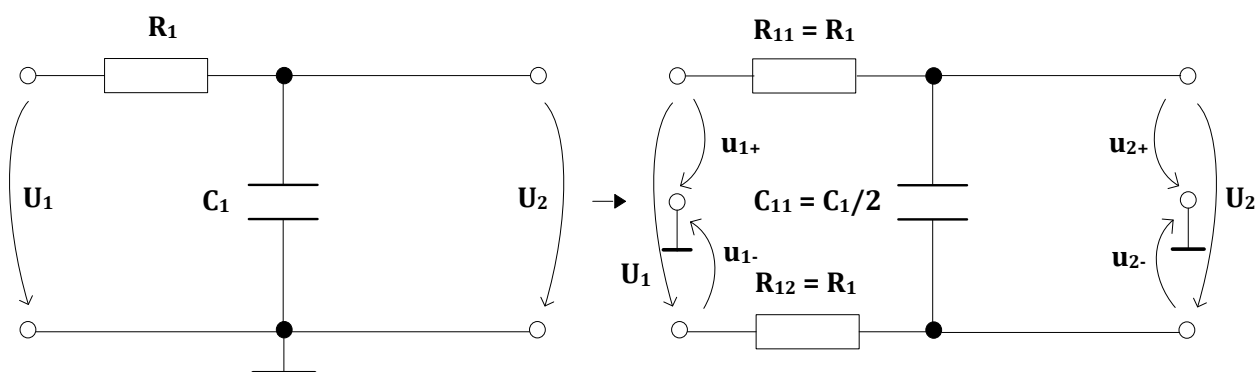 R₁
U₁
C₁
U₂
R₁₁ = R₁
u₁₊
u₂₊
C₁₁ = C₁/2
U₂
u₁₋
u₂₋
U₁
R₁₂ = R₁